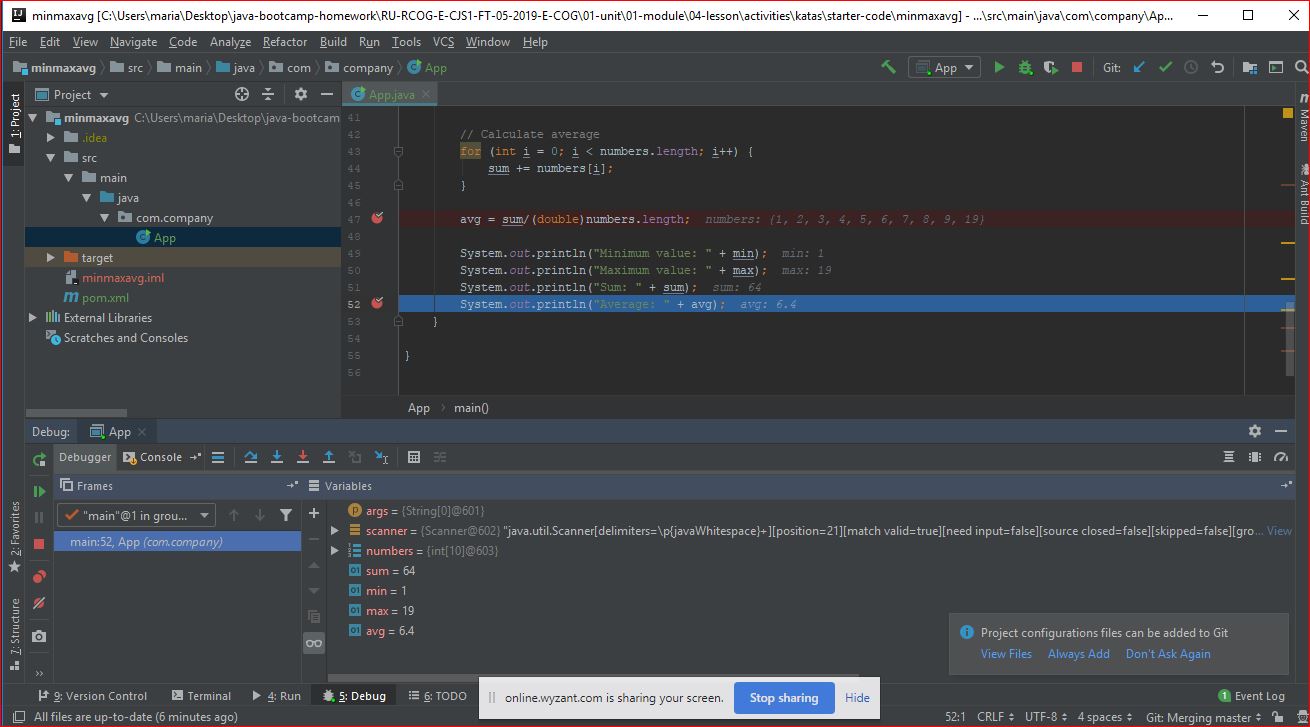 minmaxavg [C:\Users\maria\Desktop\java-bootcamp-homework\RU-RCOG-E-CJS1-FT-05-2019-E-COG\01-unit\01-module\04-lesson\activities\katas\starter-code\minmaxavg] - ...\src\main\java\com\company\Ap...
File Edit View Navigate Code Analyze Refactor Build Run Tools VCS Window Help
minmaxavg src main java com company App
App Git:
1: Project
Project
App.java
minmaxavg C:\Users\maria\Desktop\java-bootcam
.idea
src
main
java
com.company
App
target
minmaxavg.iml
pom.xml
External Libraries
Scratches and Consoles
41
42 // Calculate average
43 for (int i = 0; i < numbers.length; i++) {
44 sum += numbers[i];
45 }
46
47 avg = sum/(double)numbers.length; numbers: {1, 2, 3, 4, 5, 6, 7, 8, 9, 19}
48
49 System.out.println("Minimum value: " + min); min: 1
50 System.out.println("Maximum value: " + max); max: 19
51 System.out.println("Sum: " + sum); sum: 64
52 System.out.println("Average: " + avg); avg: 6.4
53 }
54
55 }
56
App main()
Maven
Ant Build
Debug: App
Debugger Console
Frames
Variables
"main"@1 in grou...
main:52, App (com.company)
args = {String[0]@601}
scanner = {Scanner@602} "java.util.Scanner[delimiters=\p{javaWhitespace}+][position=21][match valid=true][need input=false][source closed=false][skipped=false][gro... View
numbers = {int[10]@603}
sum = 64
min = 1
max = 19
avg = 6.4
2: Favorites
7: Structure
Project configurations files can be added to Git
View Files Always Add Don't Ask Again
9: Version Control Terminal 4: Run 5: Debug 6: TODO
online.wyzant.com is sharing your screen. Stop sharing Hide
1 Event Log
All files are up-to-date (6 minutes ago)
52:1 CRLF UTF-8 4 spaces Git: Merging master